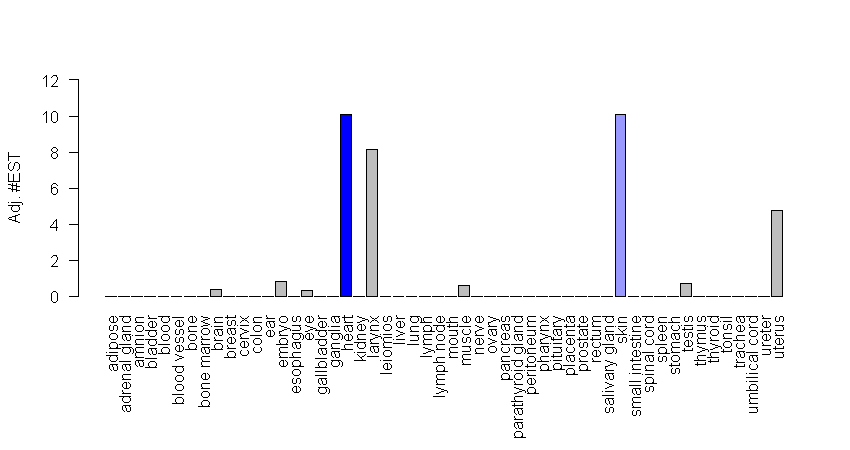 Adj. #EST
12
10
8
6
4
2
0
adipose
adrenal gland
amnion
bladder
blood
blood vessel
bone
bone marrow
brain
breast
cervix
colon
ear
embryo
esophagus
eye
gallbladder
ganglia
heart
kidney
larynx
leiomios
liver
lung
lymph
lymph node
mouth
muscle
nerve
ovary
pancreas
parathyroid gland
peritoneum
pharynx
pituitary
placenta
prostate
rectum
salivary gland
skin
small intestine
spinal cord
spleen
stomach
testis
thymus
thyroid
tonsil
trachea
umbilical cord
ureter
uterus